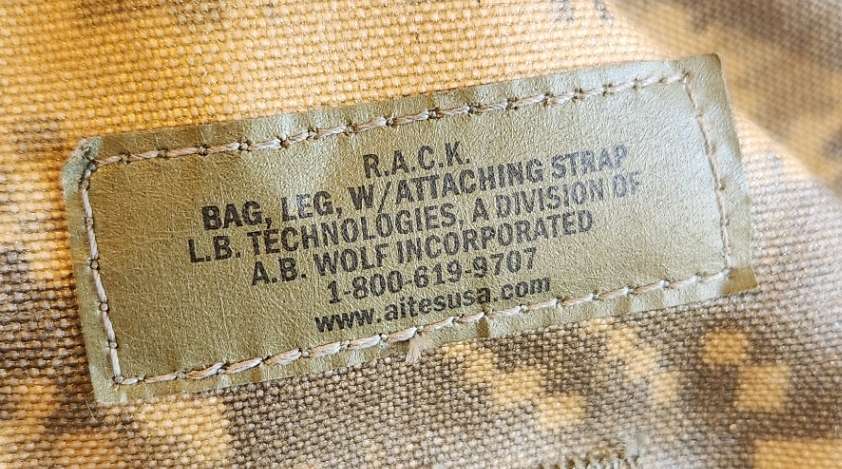 R.A.C.K.
BAG, LEG, W/ATTACHING STRAP
L.B. TECHNOLOGIES, A DIVISION OF
A.B. WOLF INCORPORATED
1-800-619-9707
www.aitesusa.com